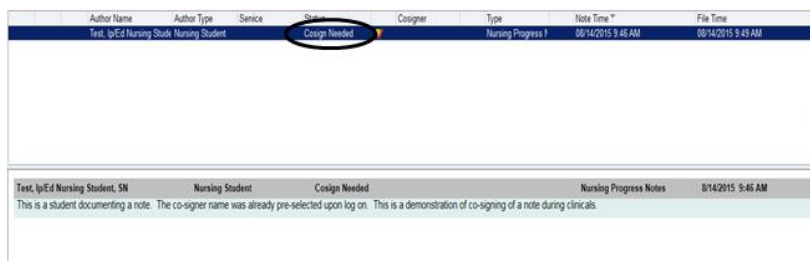 Author Name Author Type Service Status Cosigner Type Note Time File Time
Test, Ip/Ed Nursing Stude Nursing Student Cosign Needed Nursing Progress N 08/14/2015 9:46 AM 08/14/2015 9:49 AM
Test, Ip/Ed Nursing Student, SN Nursing Student Cosign Needed Nursing Progress Notes 8/14/2015 9:46 AM
This is a student documenting a note. The co-signer name was already pre-selected upon log on. This is a demonstration of co-signing of a note during clinicals.